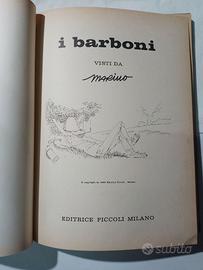 i barboni
VISTI DA
marino
EDITRICE PICCOLI MILANO
subito